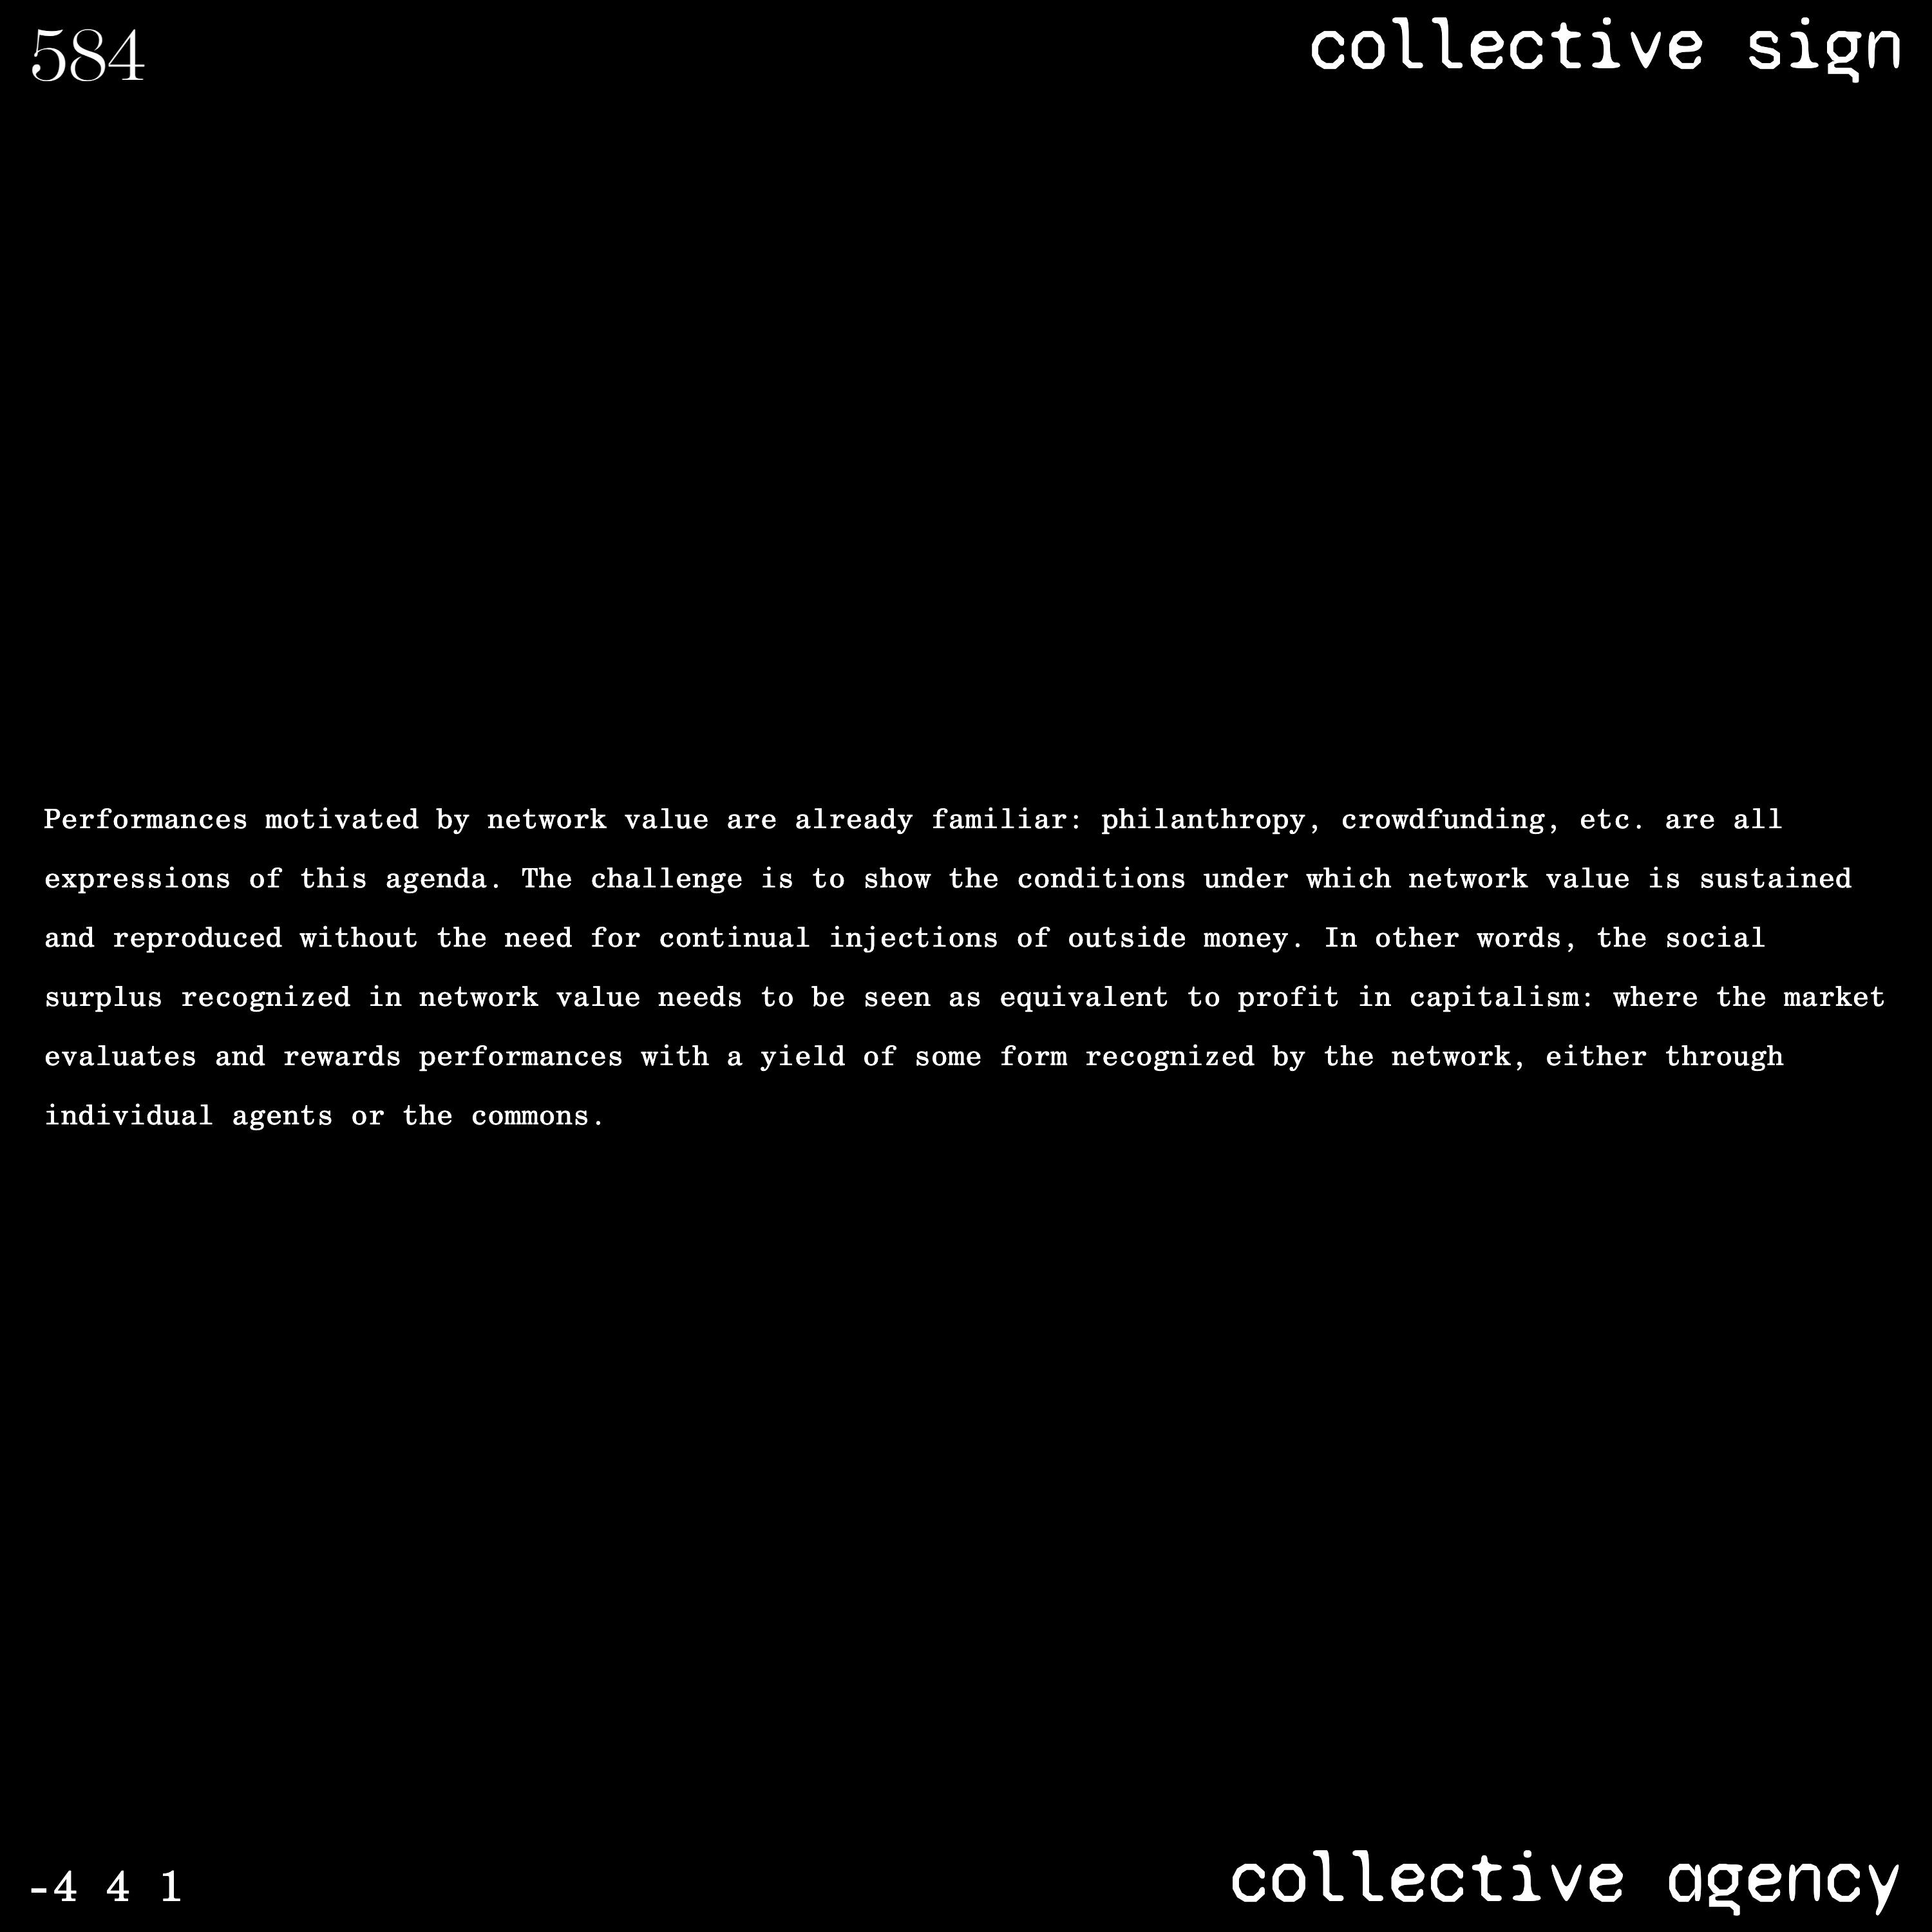 584
collective sign
Performances motivated by network value are already familiar: philanthropy, crowdfunding, etc. are all
expressions of this agenda. The challenge is to show the conditions under which network value is sustained
and reproduced without the need for continual injections of outside money. In other words, the social
surplus recognized in network value needs to be seen as equivalent to profit in capitalism: where the market
evaluates and rewards performances with a yield of some form recognized by the network, either through
individual agents or the commons.
-4 4 1
collective agency